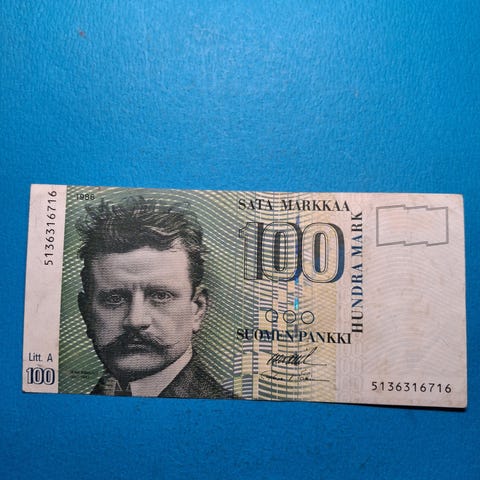 1986
SATA MARKKAA
100
HUNDRA MARK
SUOMEN PANKKI
5136316716
Litt. A
100
5136316716